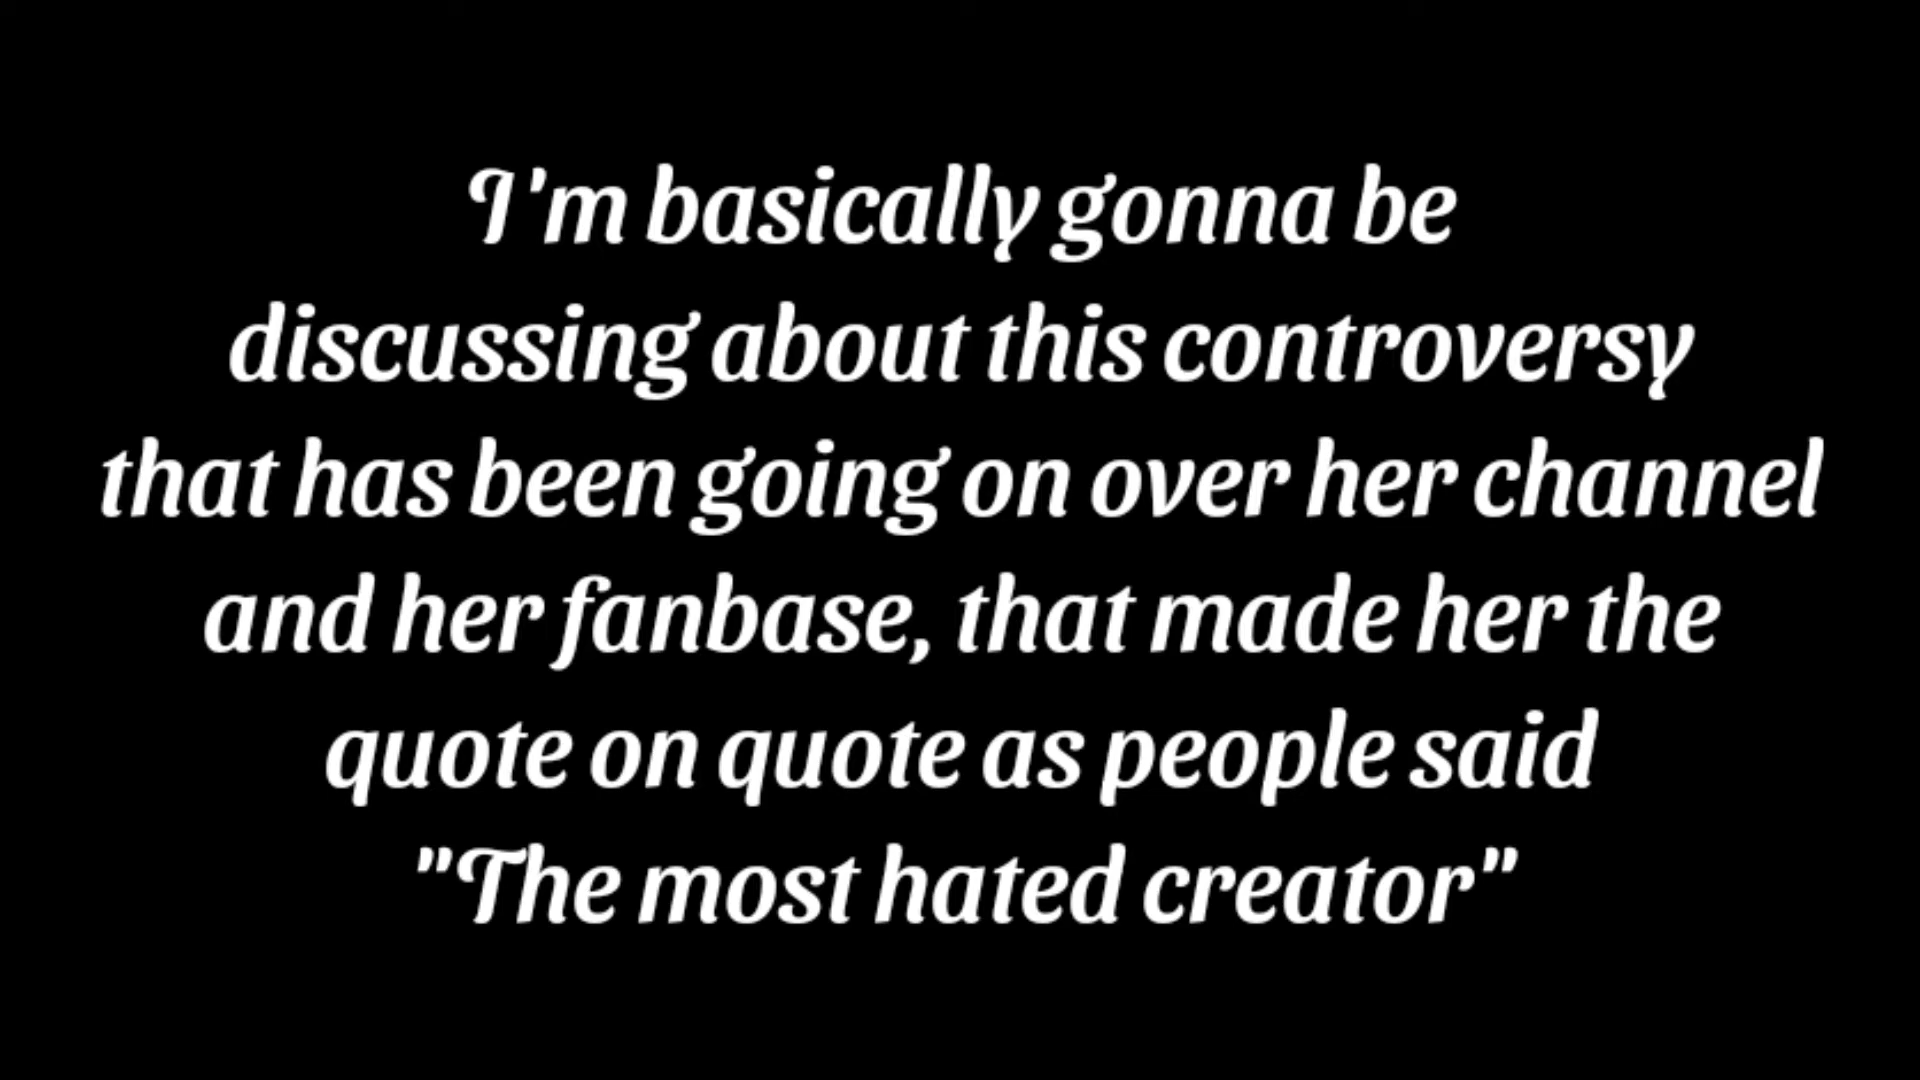 I'm basically gonna be
discussing about this controversy
that has been going on over her channel
and her fanbase, that made her the
quote on quote as people said
"The most hated creator"